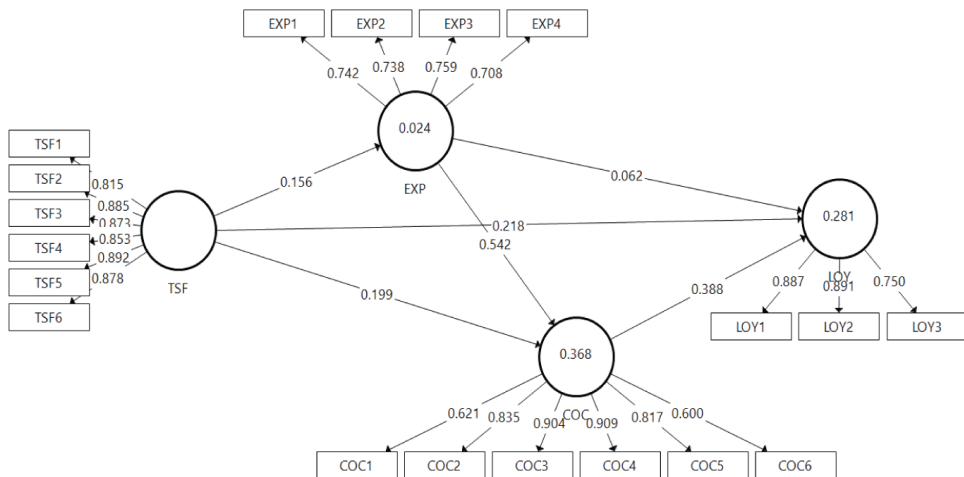 EXP1 EXP2 EXP3 EXP4
0.742 0.738 0.759 0.708
0.024
EXP
TSF1
TSF2
TSF3
TSF4
TSF5
TSF6
0.815
0.885
0.873
0.853
0.892
0.878
TSF
0.156
0.062
0.218
0.542
0.199
0.388
0.281
LOY
0.887 0.891 0.750
LOY1 LOY2 LOY3
0.368
COC
0.621 0.835 0.904 0.909 0.817 0.600
COC1 COC2 COC3 COC4 COC5 COC6